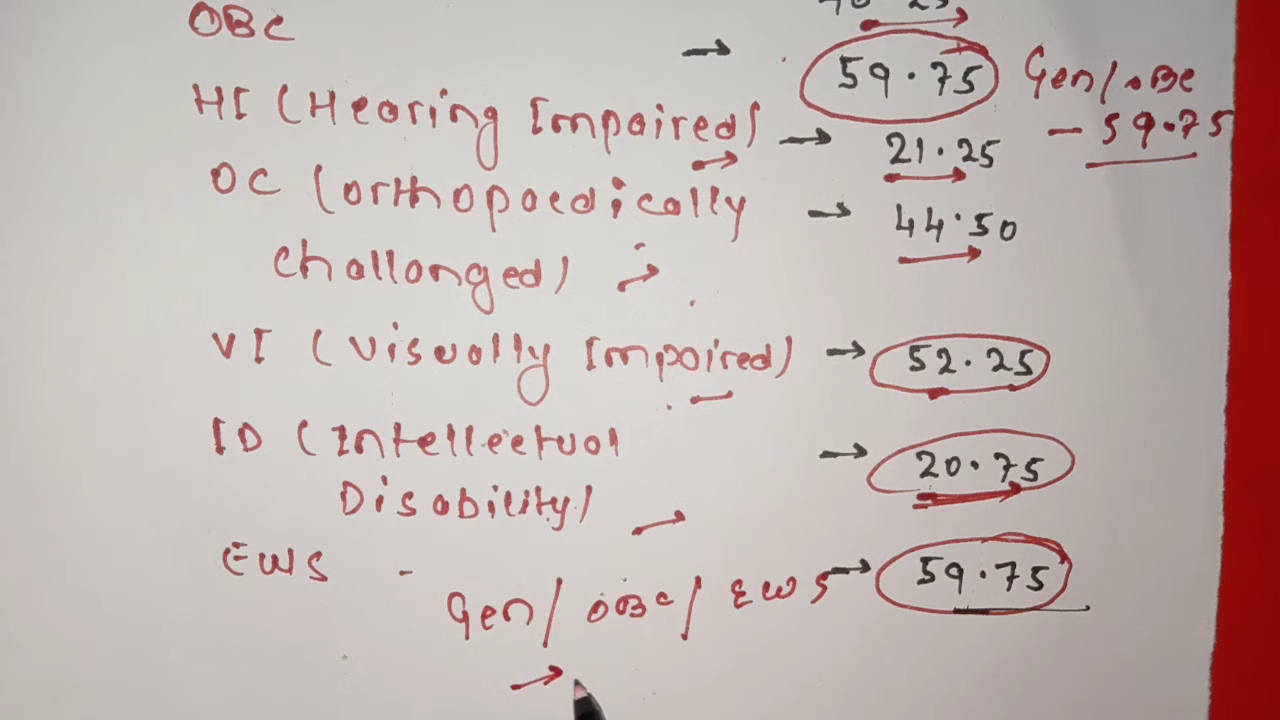 OBC → 59.75 Gen/OBC
HI (Hearing Impaired) → 21.25 - 59.75
OC (orthopaedically → 44.50
challanged)
VI (Visually Impaired) → 52.25
ID (Intellectual → 20.75
Disability)
EWS - → 59.75
Gen/OBC/EWS